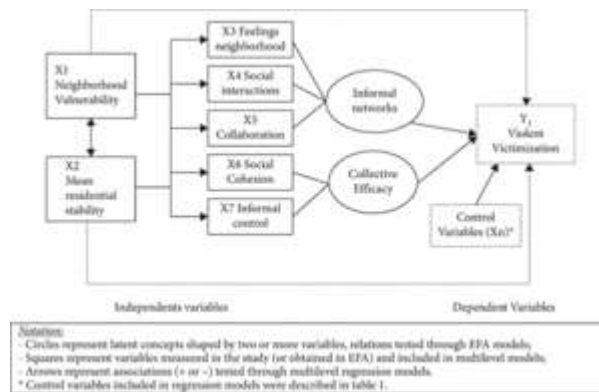 X1
Neighborhood
Vulnerability
X2
Mean
residential
stability
X3 Feelings
neighborhood
X4 Social
interactions
X5
Collaboration
X6 Social
Cohesion
X7 Informal
control
Informal
networks
Collective
Efficacy
Y₁
Violent
Victimization
Control
Variables (Xn)*
Independents variables
Dependent Variables
Notation:
- Circles represent latent concepts shaped by two or more variables, relations tested through EFA models;
- Squares represent variables measured in the study (or obtained in EFA) and included in multilevel models;
- Arrows represent associations (+ or −) tested through multilevel regression models.
* Control variables included in regression models were described in table 1.